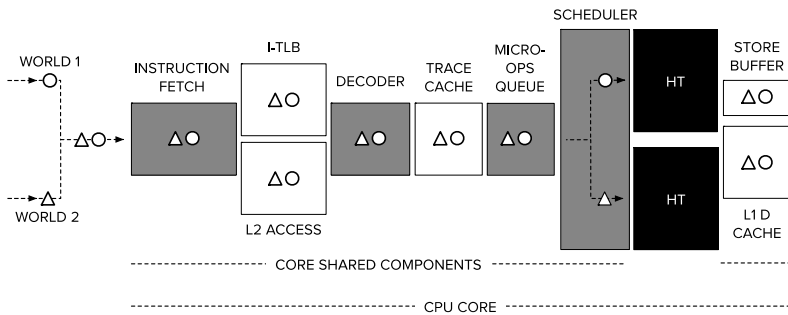 WORLD 1
WORLD 2
INSTRUCTION
FETCH
I-TLB
L2 ACCESS
DECODER
TRACE
CACHE
MICRO-
OPS
QUEUE
SCHEDULER
HT
HT
STORE
BUFFER
L1 D
CACHE
CORE SHARED COMPONENTS
CPU CORE